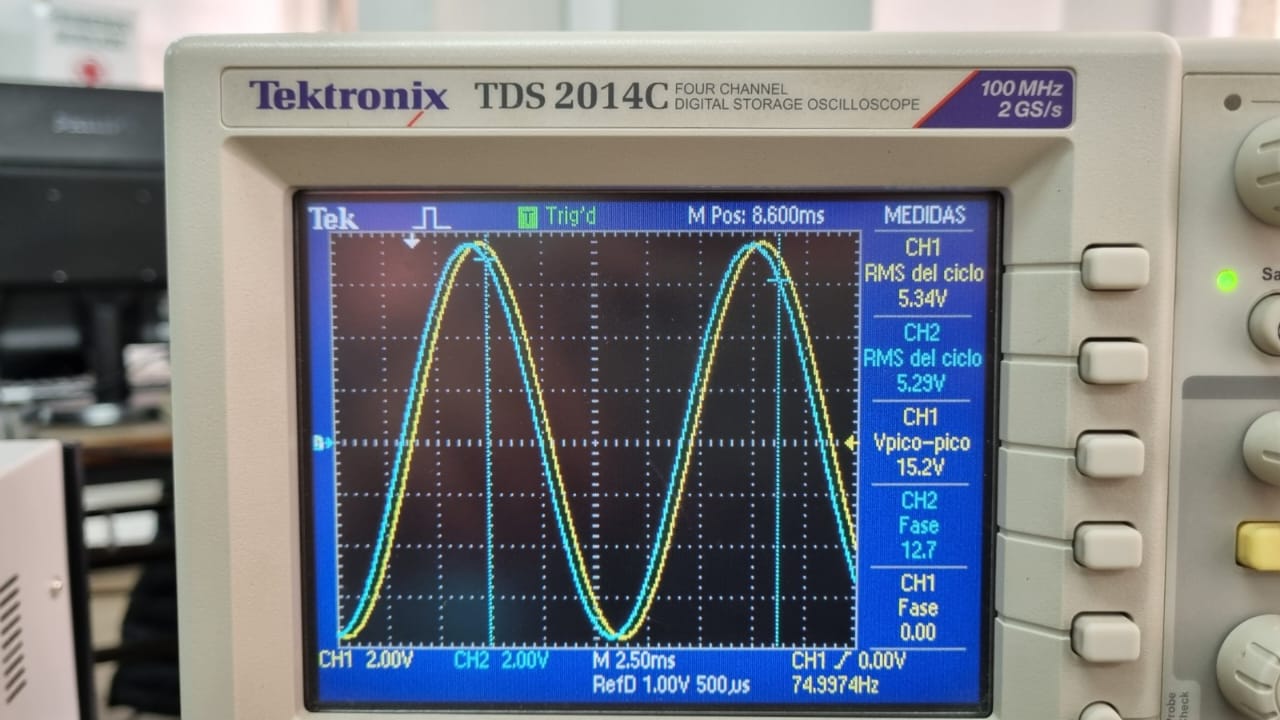 Tektronix TDS 2014C FOUR CHANNEL
DIGITAL STORAGE OSCILLOSCOPE
100 MHz
2 GS/s
Tek T Trig'd M Pos: 8.600ms MEDIDAS
CH1
RMS del ciclo
5.34V
CH2
RMS del ciclo
5.29V
CH1
Vpico-pico
15.2V
CH2
Fase
12.7
CH1
Fase
0.00
CH1 2.00V CH2 2.00V M 2.50ms CH1 0.00V
RefD 1.00V 500µs 74.9974Hz
Sa
Probe
Check